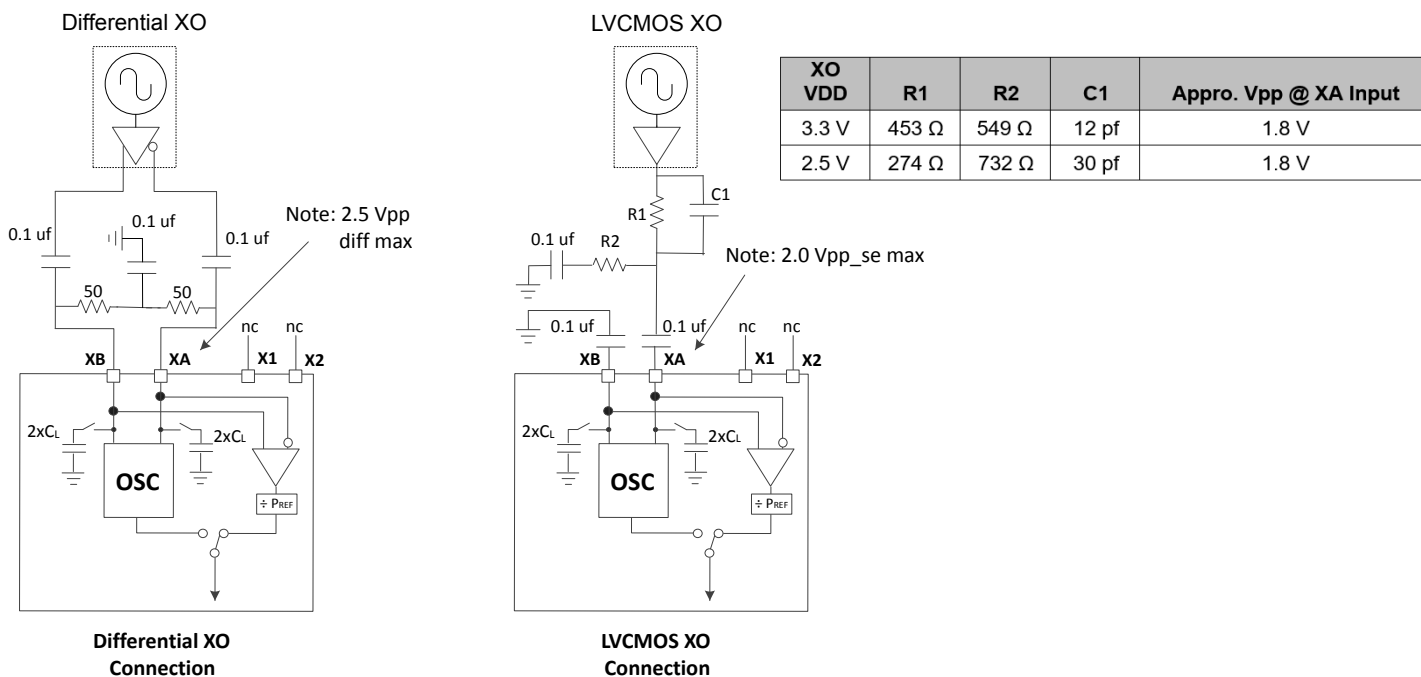 Differential XO
0.1 uf
0.1 uf
0.1 uf
50
50
Note: 2.5 Vpp
diff max
nc
nc
XB
XA
X1
X2
2xCL
2xCL
OSC
÷ PREF
Differential XO
Connection
LVCMOS XO
C1
R1
0.1 uf
R2
Note: 2.0 Vpp_se max
0.1 uf
0.1 uf
nc
nc
XB
XA
X1
X2
2xCL
2xCL
OSC
÷ PREF
LVCMOS XO
Connection
XO VDD R1 R2 C1 Appro. Vpp @ XA Input
3.3 V 453 Ω 549 Ω 12 pf 1.8 V
2.5 V 274 Ω 732 Ω 30 pf 1.8 V